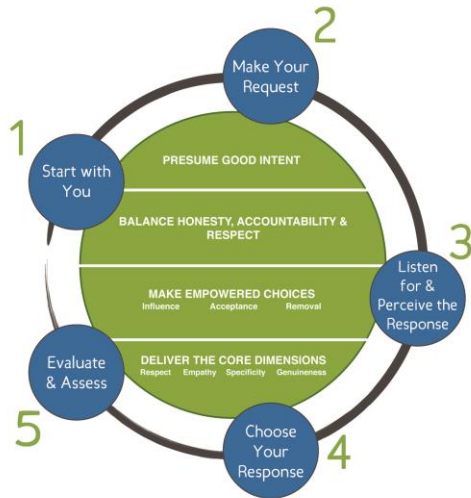 1
Start with
You
2
Make Your
Request
3
Listen
for &
Perceive the
Response
4
Choose
Your
Response
5
Evaluate
& Assess
PRESUME GOOD INTENT
BALANCE HONESTY, ACCOUNTABILITY &
RESPECT
MAKE EMPOWERED CHOICES
Influence Acceptance Removal
DELIVER THE CORE DIMENSIONS
Respect Empathy Specificity Genuineness